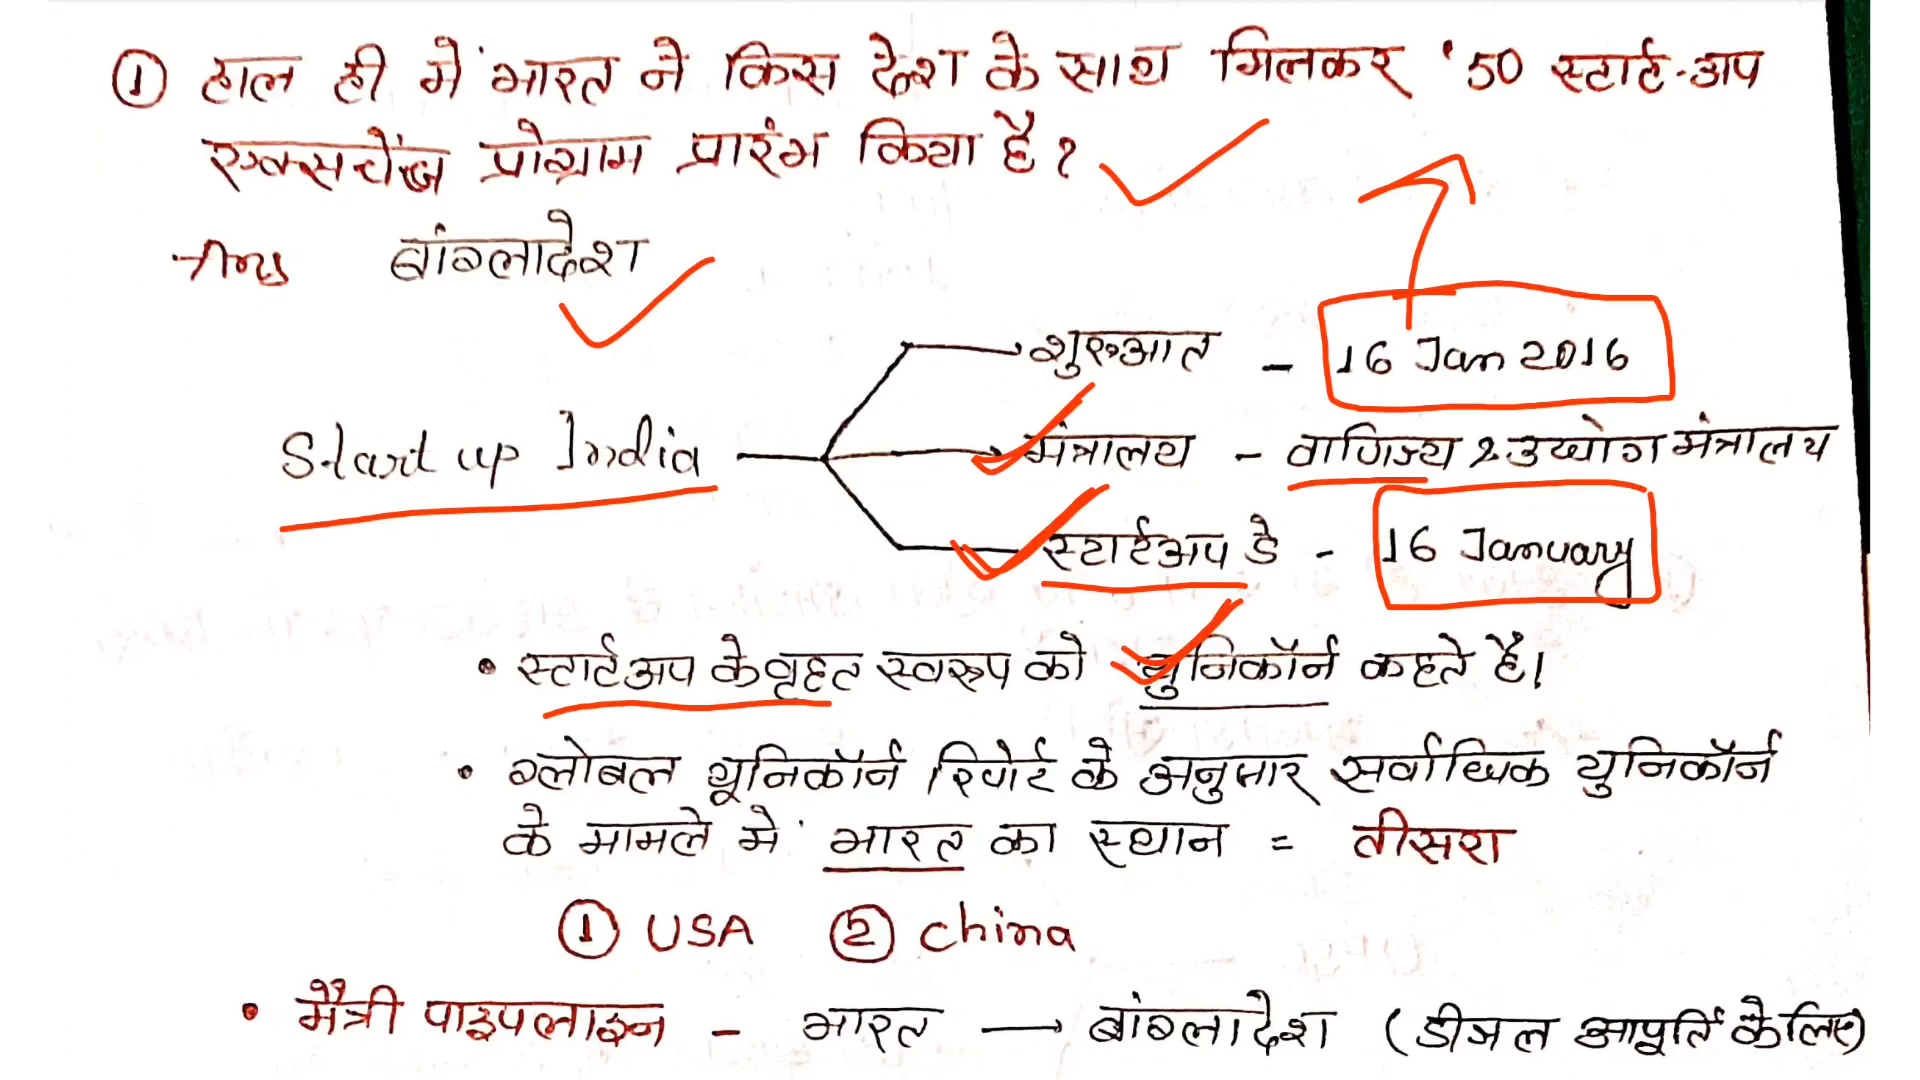 ① हाल ही में भारत ने किस देश के साथ मिलकर '50 स्टार्ट-अप
एक्सचेंज प्रोग्राम प्रारंभ किया है?
Ans बांग्लादेश
शुरुआत - 16 Jan 2016
Start up India मंत्रालय - वाणिज्य & उद्योग मंत्रालय
स्टार्टअप डे - 16 January
• स्टार्टअप के वृहत स्वरूप को युनिकॉर्न कहते है।
• ग्लोबल यूनिकॉर्न रिपोर्ट के अनुसार सर्वाधिक युनिकॉर्न
के मामले में भारत का स्थान = तीसरा
① USA ② China
• मैत्री पाइपलाइन - भारत → बांग्लादेश (डीजल आपूर्ति के लिए)